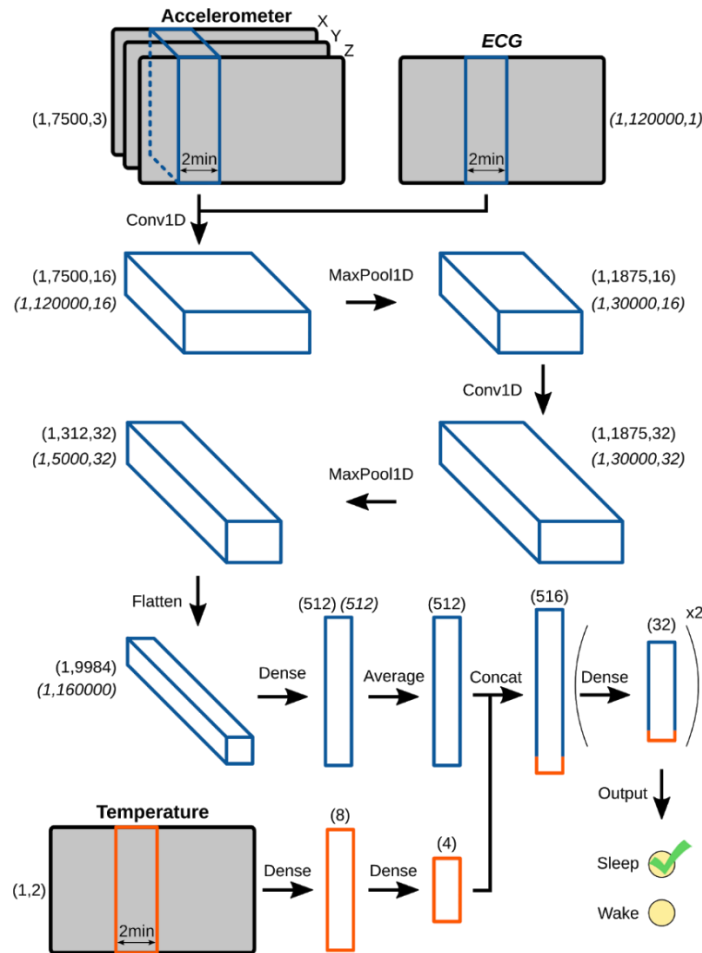 Accelerometer
X
Y
Z
ECG
(1,7500,3)
(1,120000,1)
2min
2min
Conv1D
(1,7500,16)
(1,120000,16)
MaxPool1D
(1,1875,16)
(1,30000,16)
Conv1D
(1,312,32)
(1,5000,32)
(1,1875,32)
(1,30000,32)
MaxPool1D
Flatten
(1,9984)
(1,160000)
(512) (512)
(512)
(516)
(32)
x2
Dense
Average
Concat
Dense
Temperature
(8)
(4)
(1,2)
2min
Dense
Dense
Output
Sleep
Wake